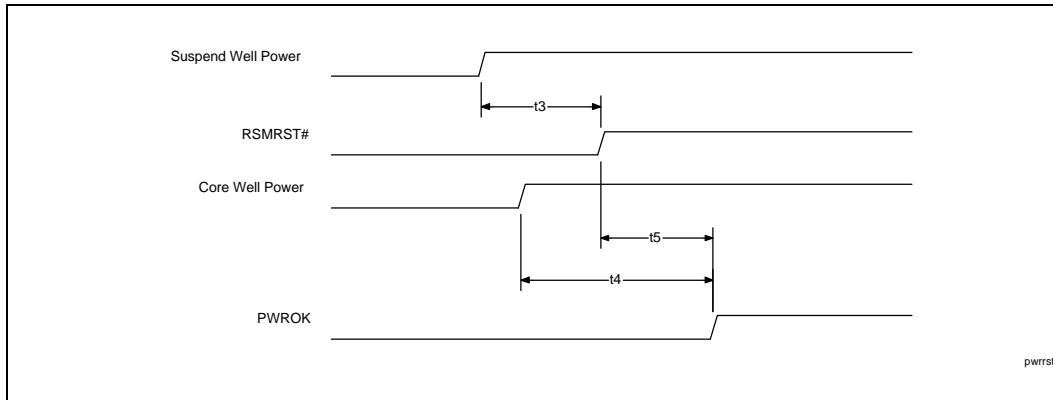 Suspend Well Power
t3
RSMRST#
Core Well Power
t5
t4
PWROK
pwrrst